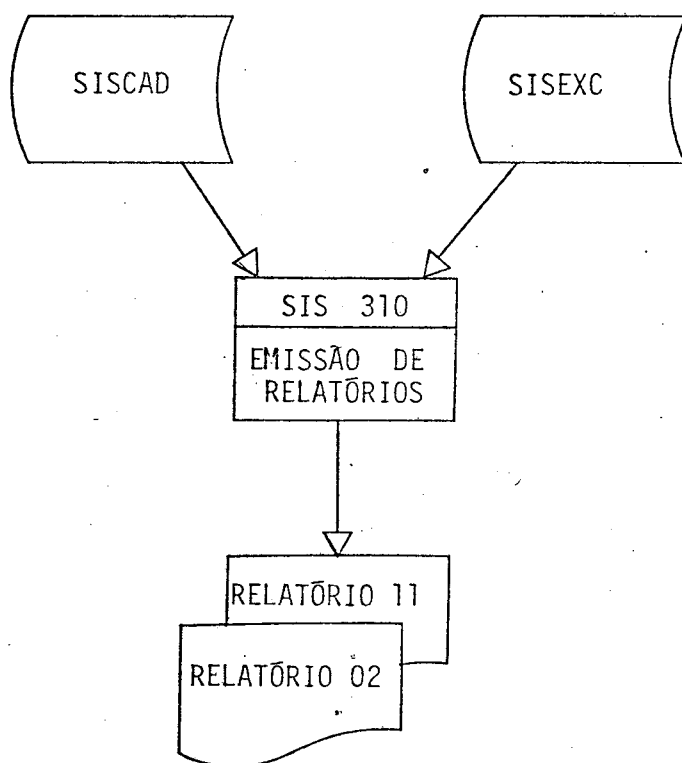 SISCAD
SISEXC
SIS 310
EMISSÃO DE
RELATÓRIOS
RELATÓRIO 11
RELATÓRIO 02